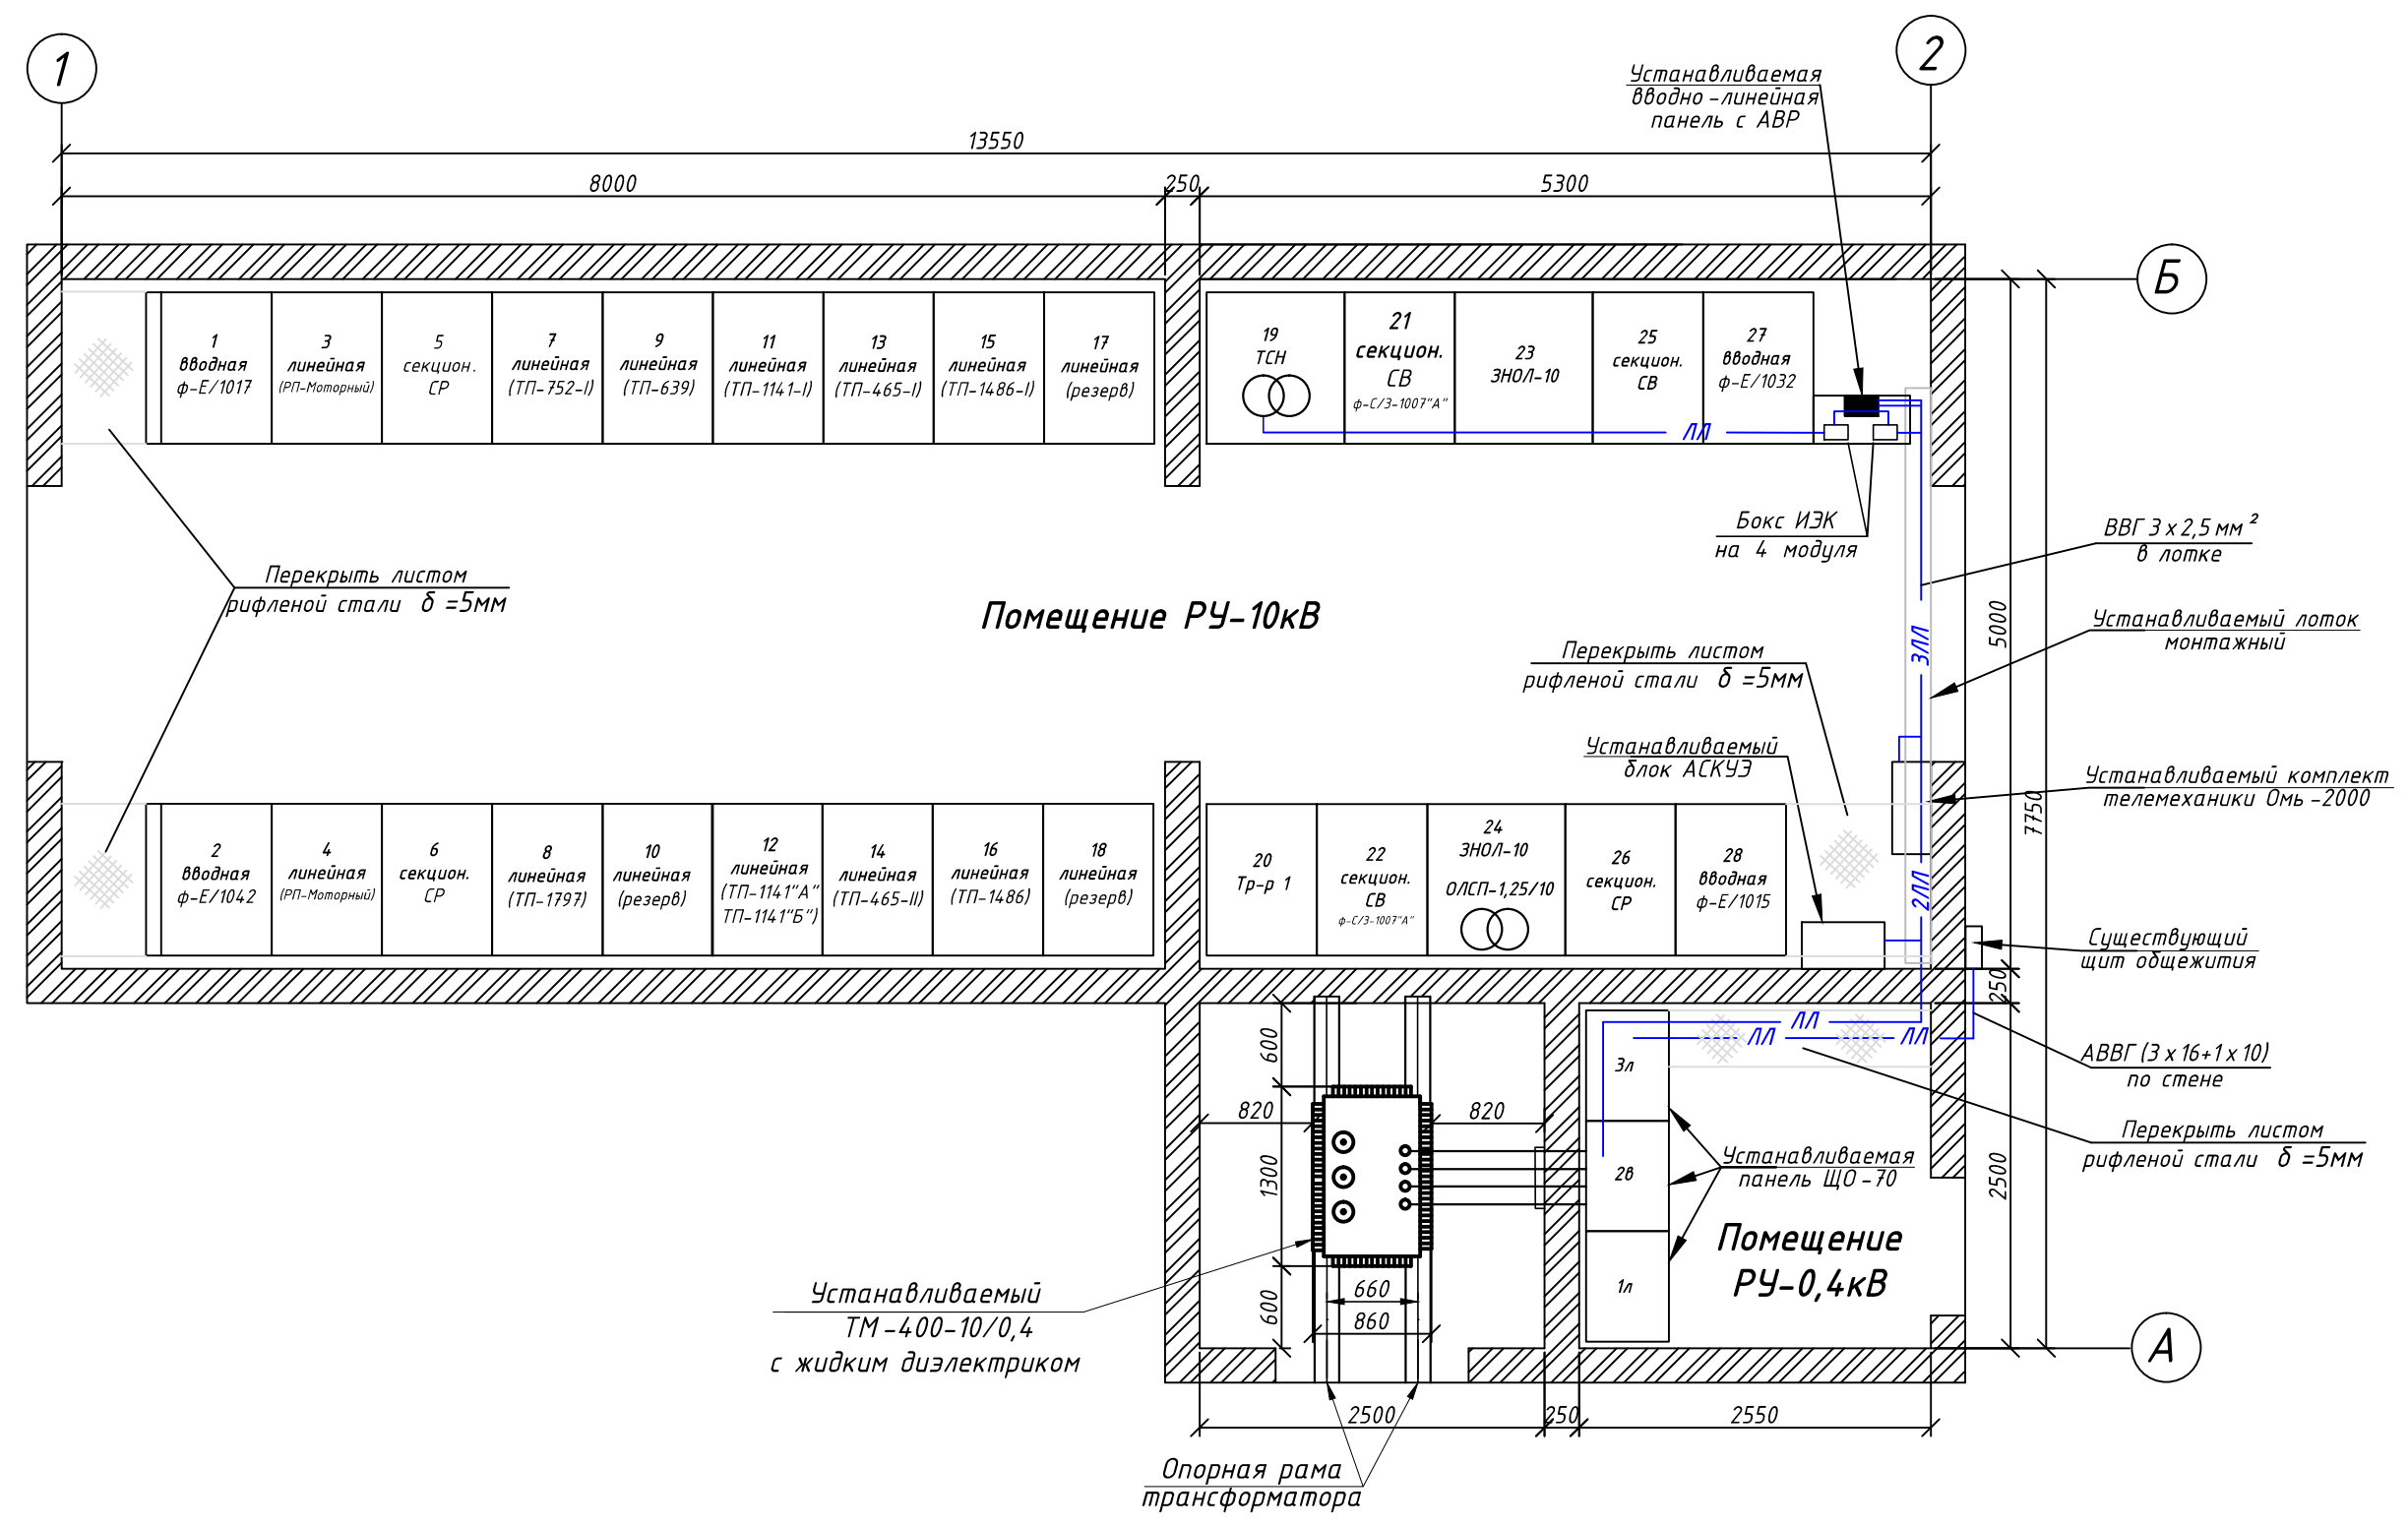 1
2
Устанавливаемая
вводно-линейная
панель с АВР
13550
8000
250
5300
Б
1
вводная
ф-Е/1017
3
линейная
(РП-Моторный)
5
секцион.
СР
7
линейная
(ТП-752-I)
9
линейная
(ТП-639)
11
линейная
(ТП-1141-I)
13
линейная
(ТП-465-I)
15
линейная
(ТП-1486-I)
17
линейная
(резерв)
19
ТСН
21
секцион.
СВ
ф-С/3-1007"А"
23
ЗНОЛ-10
25
секцион.
СВ
27
вводная
ф-Е/1032
ЛЛ
Бокс ИЭК
на 4 модуля
ВВГ 3 х 2,5 мм ²
в лотке
Перекрыть листом
рифленой стали δ =5мм
Помещение РУ-10кВ
Устанавливаемый лоток
монтажный
5000
3ЛЛ
Перекрыть листом
рифленой стали δ =5мм
Устанавливаемый
блок АСКУЭ
Устанавливаемый комплект
телемеханики Омь-2000
7750
2
вводная
ф-Е/1042
4
линейная
(РП-Моторный)
6
секцион.
СР
8
линейная
(ТП-1797)
10
линейная
(резерв)
12
линейная
(ТП-1141"А"
ТП-1141"Б")
14
линейная
(ТП-465-II)
16
линейная
(ТП-1486)
18
линейная
(резерв)
20
Тр-р 1
22
секцион.
СВ
ф-С/3-1007"А"
24
ЗНОЛ-10
ОЛСП-1,25/10
26
секцион.
СР
28
вводная
ф-Е/1015
2ЛЛ
Существующий
щит общежития
250
600
ЛЛ
ЛЛ
ЛЛ
3л
АВВГ (3 х 16+1 х 10)
по стене
820
820
Перекрыть листом
рифленой стали δ =5мм
1300
2в
Устанавливаемая
панель ЩО-70
2500
Помещение
РУ-0,4кВ
1л
600
660
860
Устанавливаемый
ТМ-400-10/0,4
с жидким диэлектриком
А
2500
250
2550
Опорная рама
трансформатора